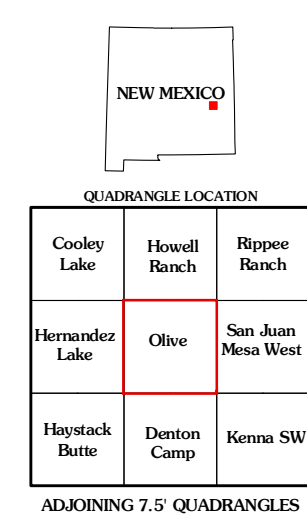 NEW MEXICO
QUADRANGLE LOCATION
Cooley
Lake
Howell
Ranch
Rippee
Ranch
Hernandez
Lake
Olive
San Juan
Mesa West
Haystack
Butte
Denton
Camp
Kenna SW
ADJOINING 7.5' QUADRANGLES